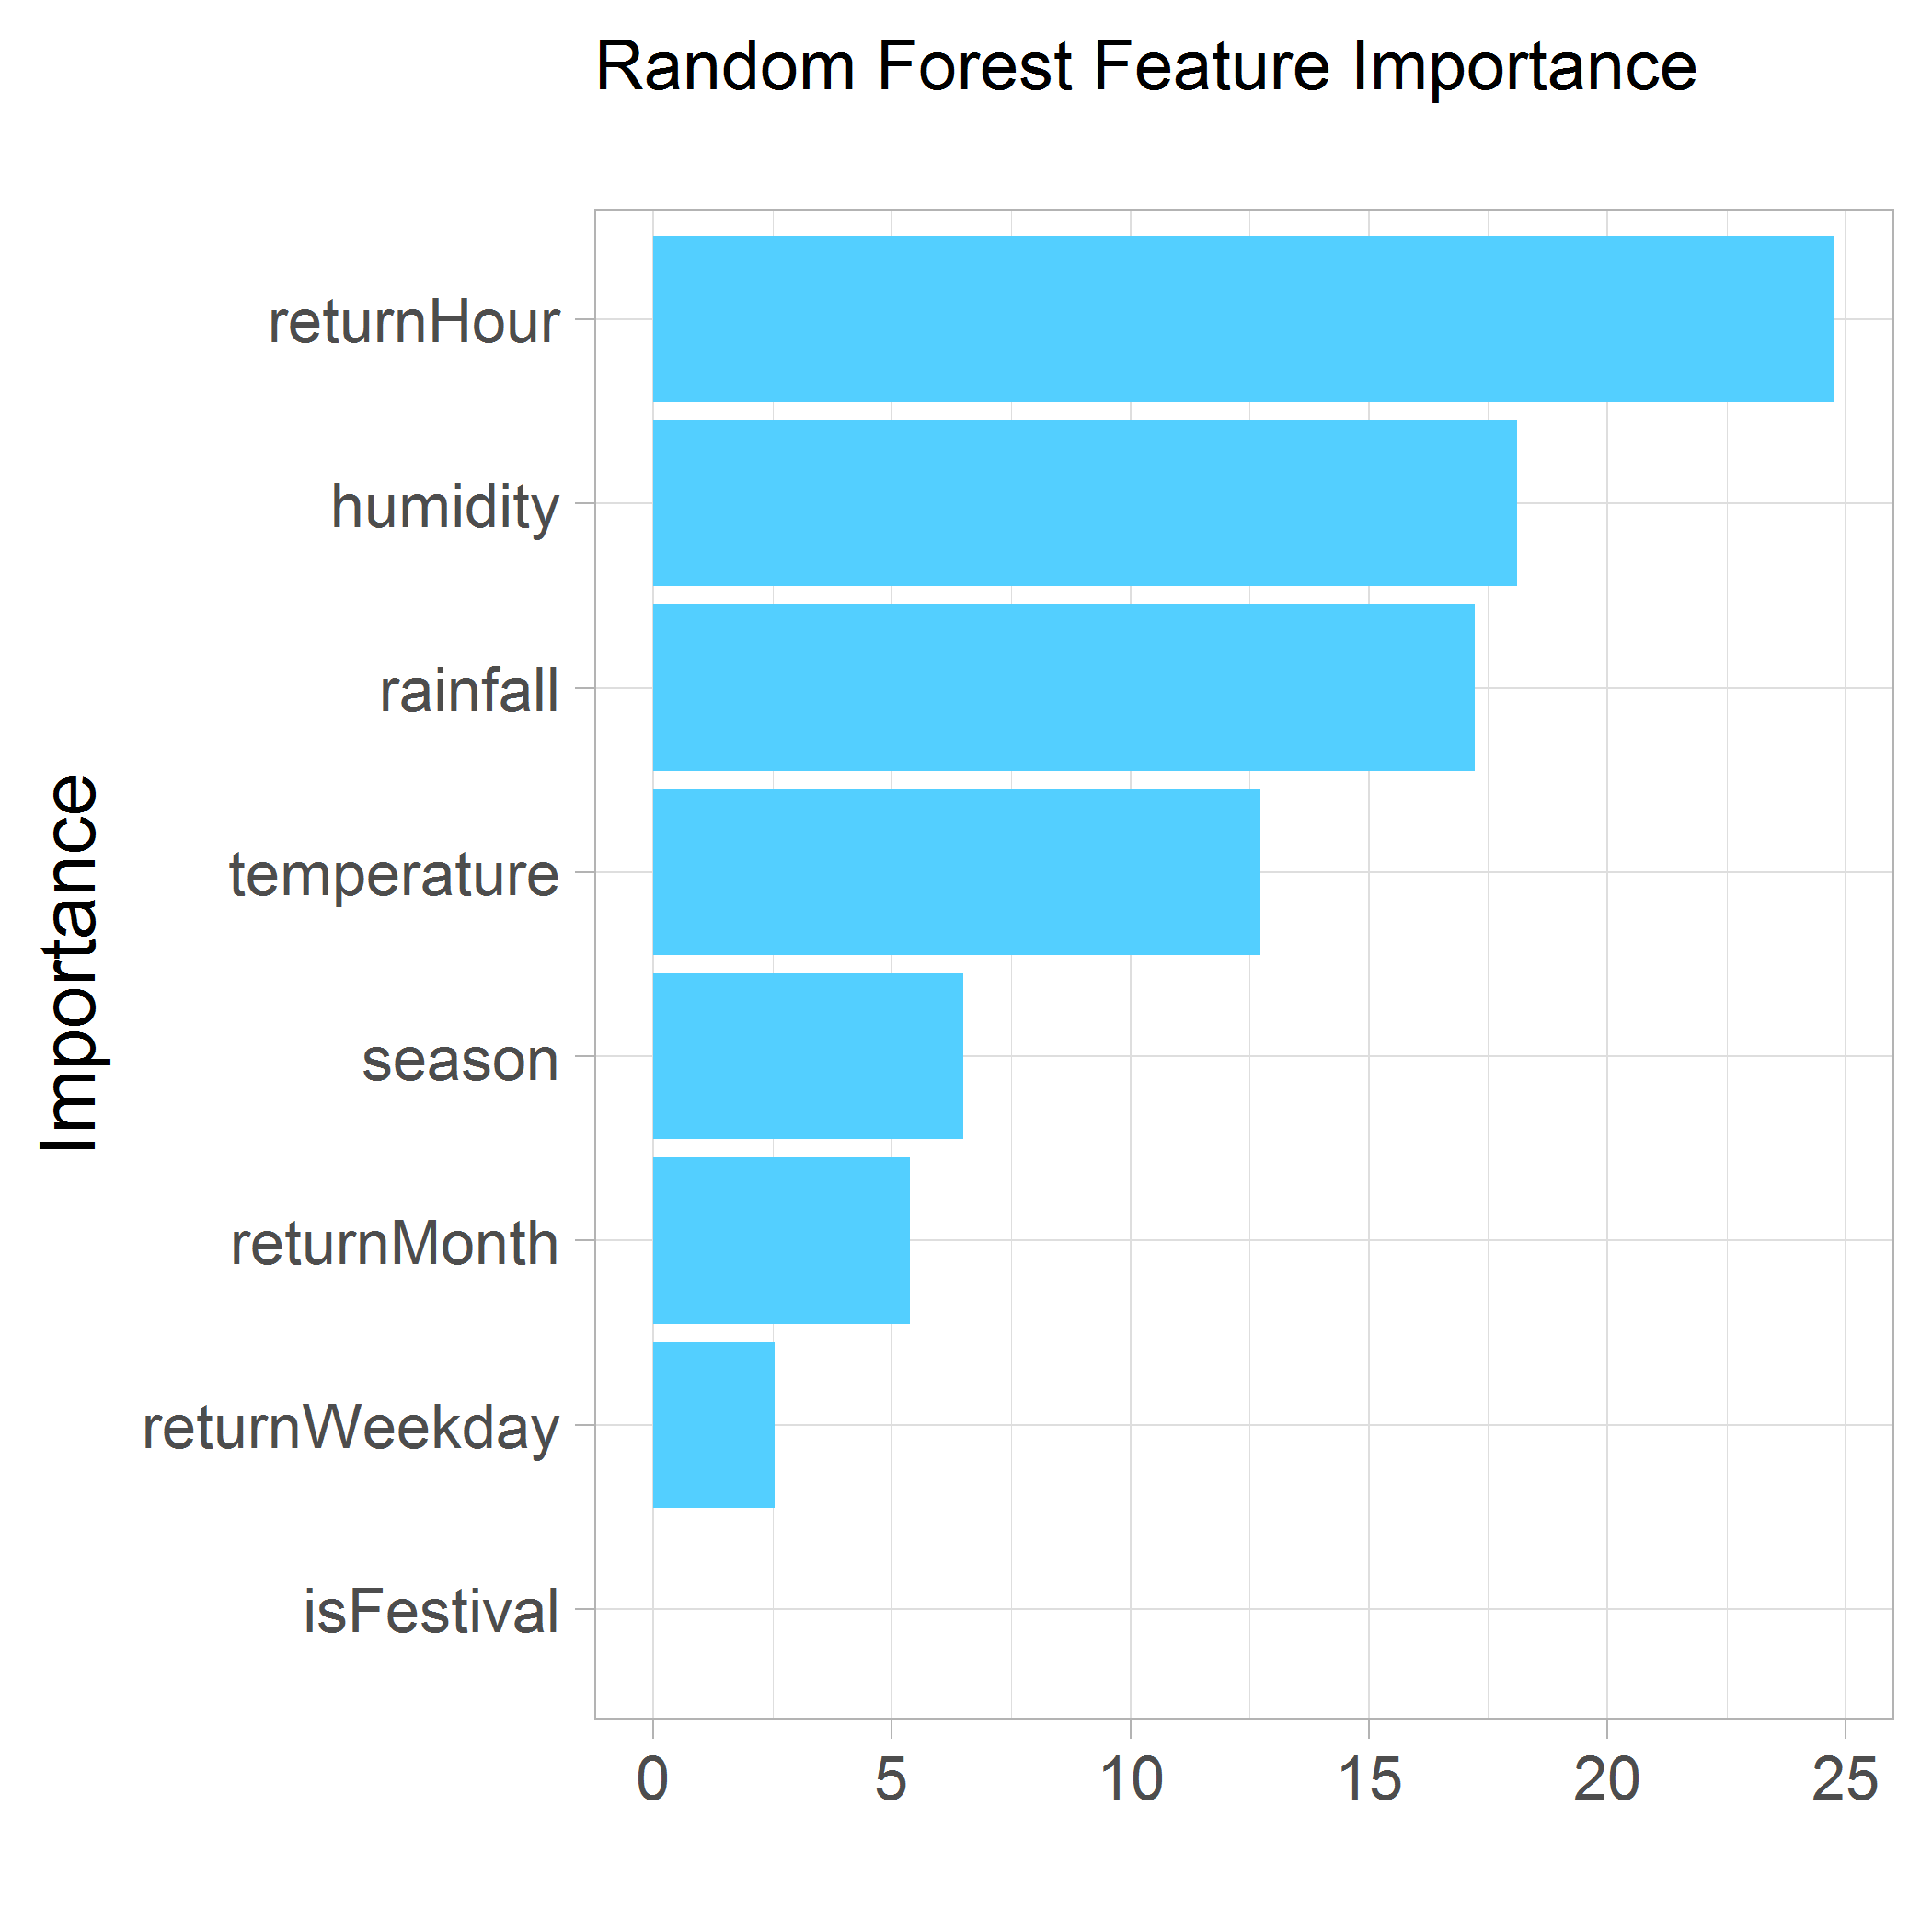 Random Forest Feature Importance
Importance
returnHour
humidity
rainfall
temperature
season
returnMonth
returnWeekday
isFestival
0 5 10 15 20 25